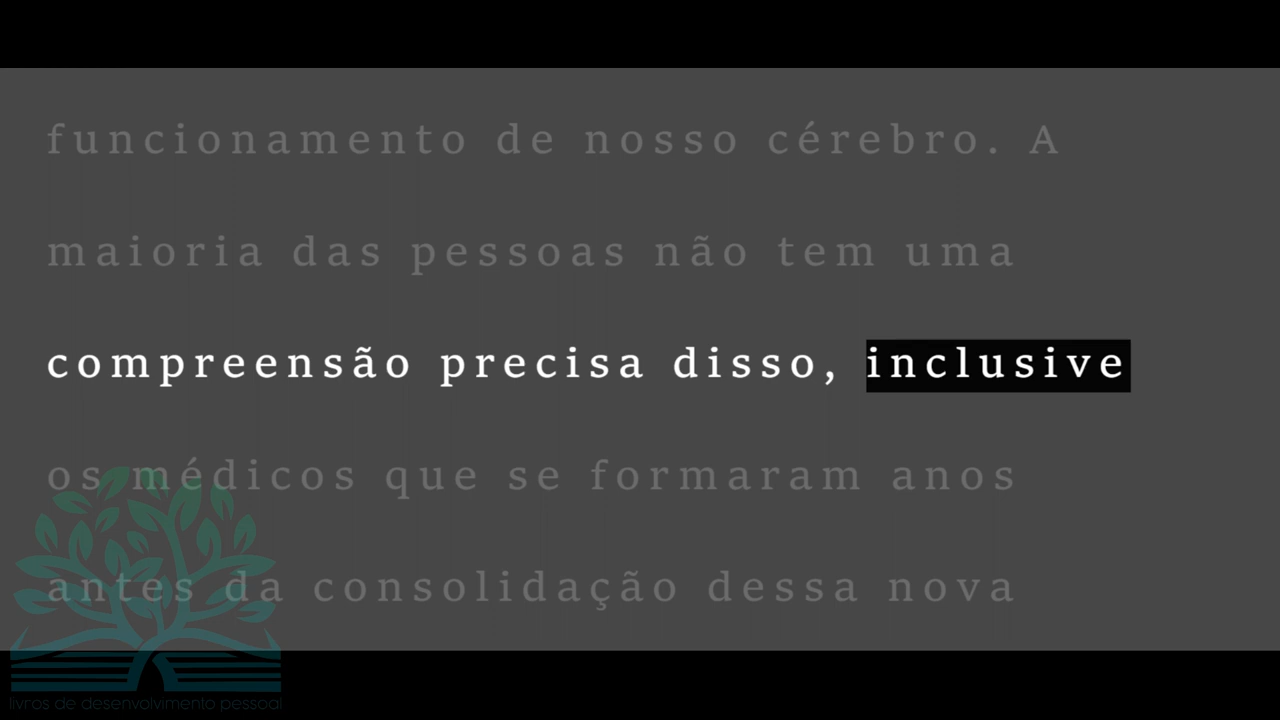 funcionamento de nosso cérebro. A
maioria das pessoas não tem uma
compreensão precisa disso, inclusive
os médicos que se formaram anos
antes da consolidação dessa nova
livros de desenvolvimento pessoal